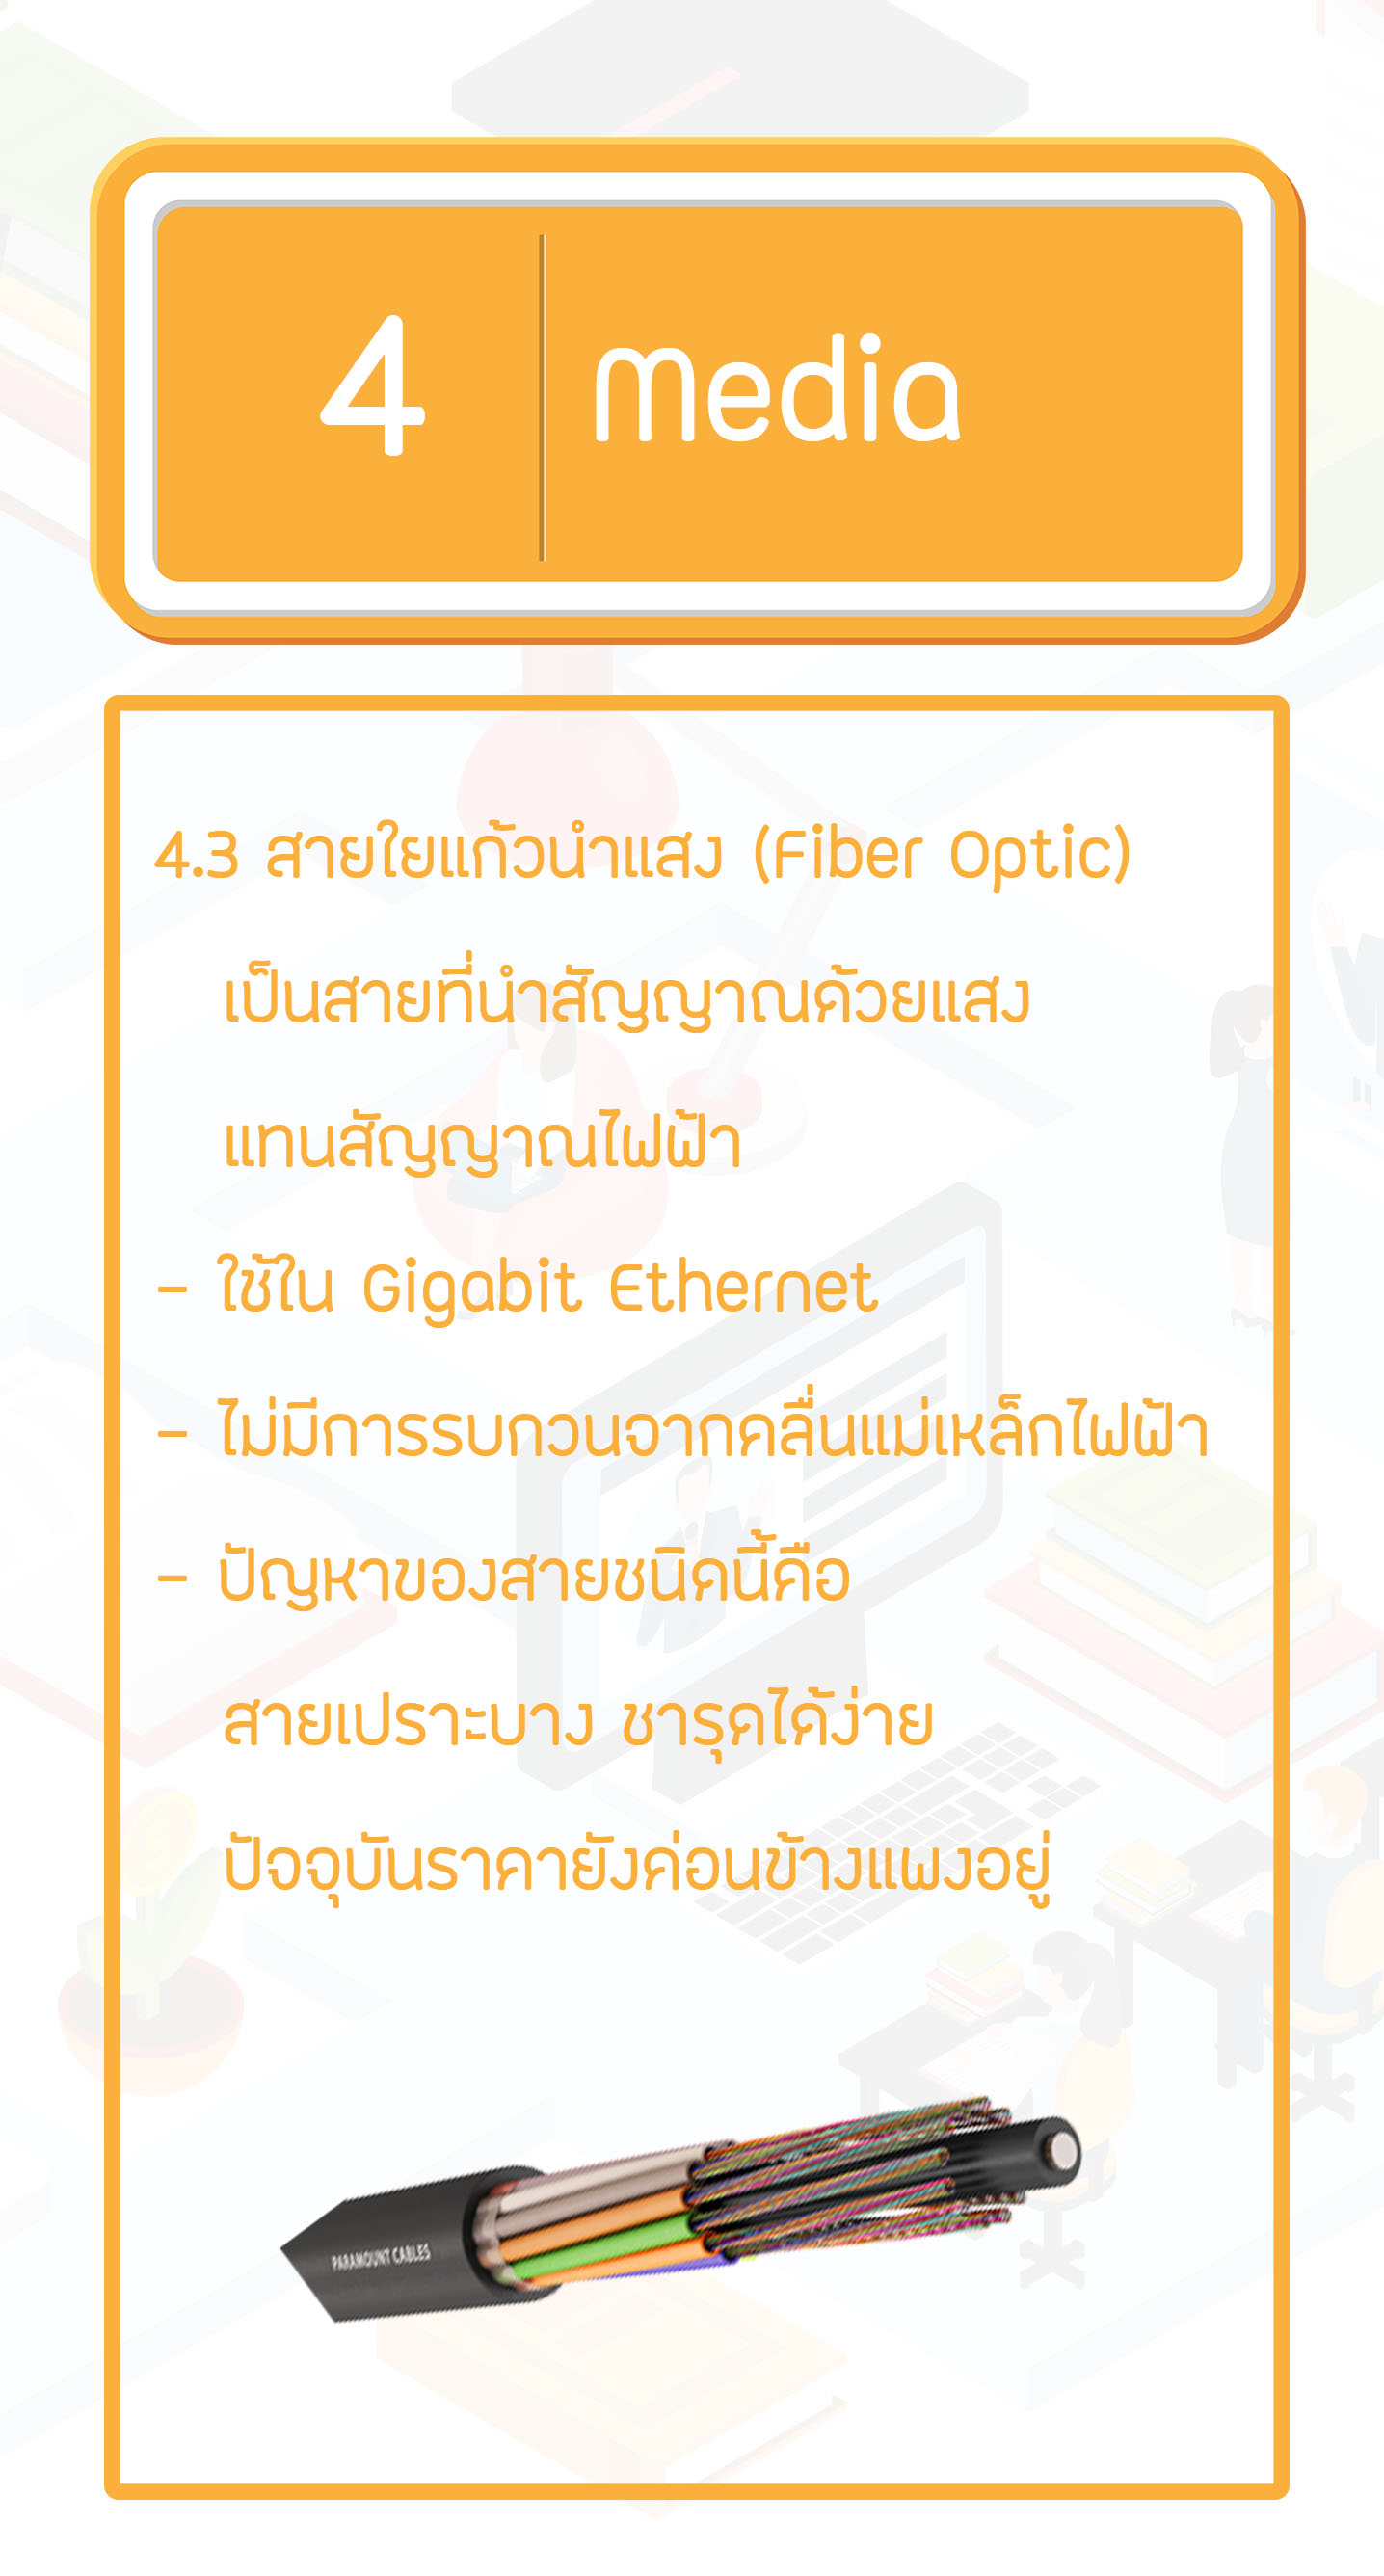 4
Media
4.3 สายใยแก้วนำแสง (Fiber Optic)
เป็นสายที่นำสัญญาณด้วยแสง
แทนสัญญาณไฟฟ้า
- ใช้ใน Gigabit Ethernet
- ไม่มีการรบกวนจากคลื่นแม่เหล็กไฟฟ้า
- ปัญหาของสายชนิดนี้คือ
สายเปราะบาง ชารุดได้ง่าย
ปัจจุบันราคายังค่อนข้างแพงอยู่
PARAMOUNT CABLES